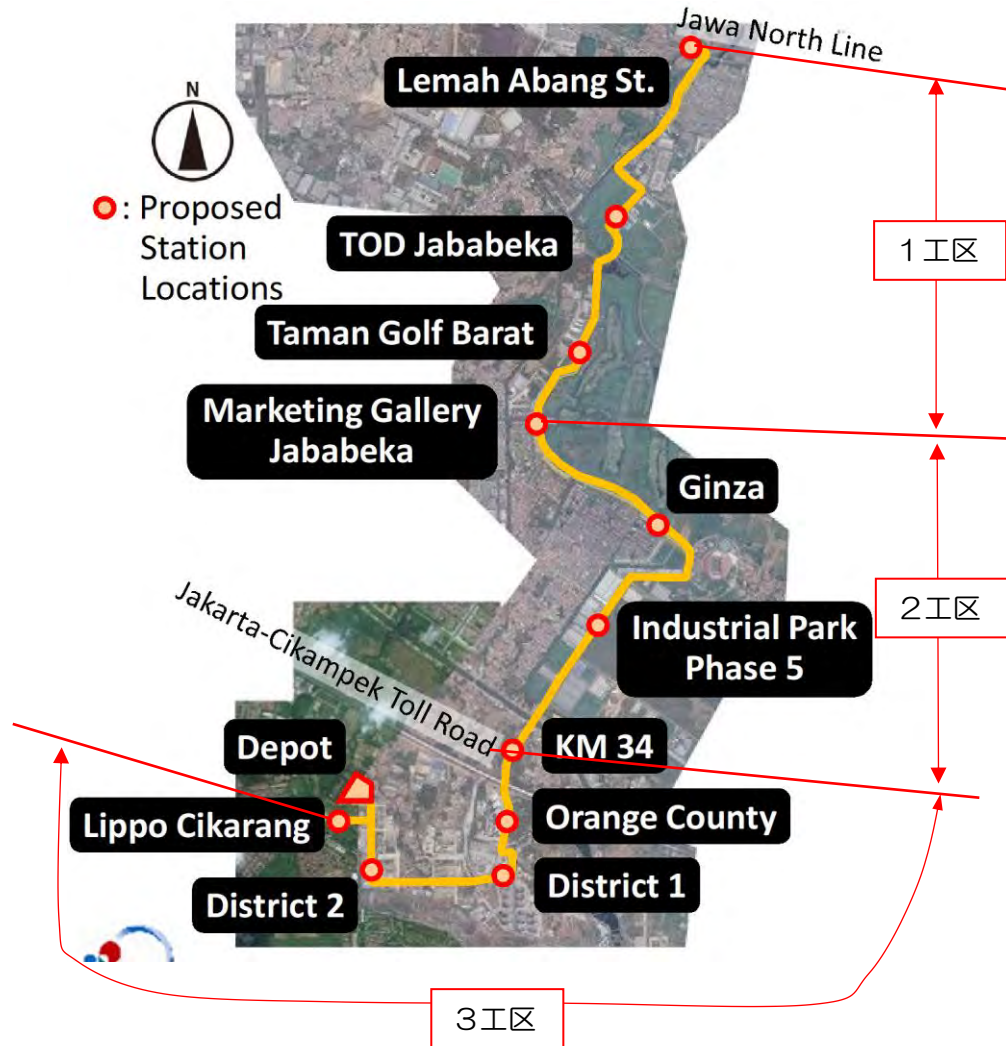 Jawa North Line
Lemah Abang St.
N
: Proposed
Station
Locations
TOD Jababeka
1工区
Taman Golf Barat
Marketing Gallery
Jababeka
Ginza
2工区
Industrial Park
Phase 5
Jakarta-Cikampek Toll Road
KM 34
Depot
Lippo Cikarang
Orange County
District 1
District 2
3工区